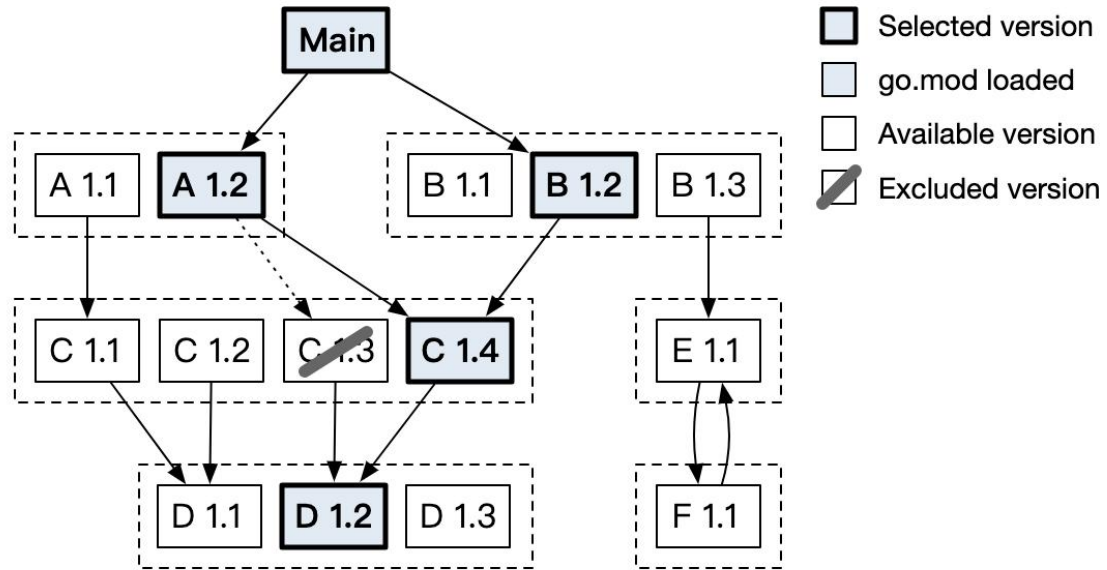 Main
Selected version
go.mod loaded
Available version
Excluded version
A 1.1
A 1.2
B 1.1
B 1.2
B 1.3
C 1.1
C 1.2
C 1.3
C 1.4
E 1.1
D 1.1
D 1.2
D 1.3
F 1.1